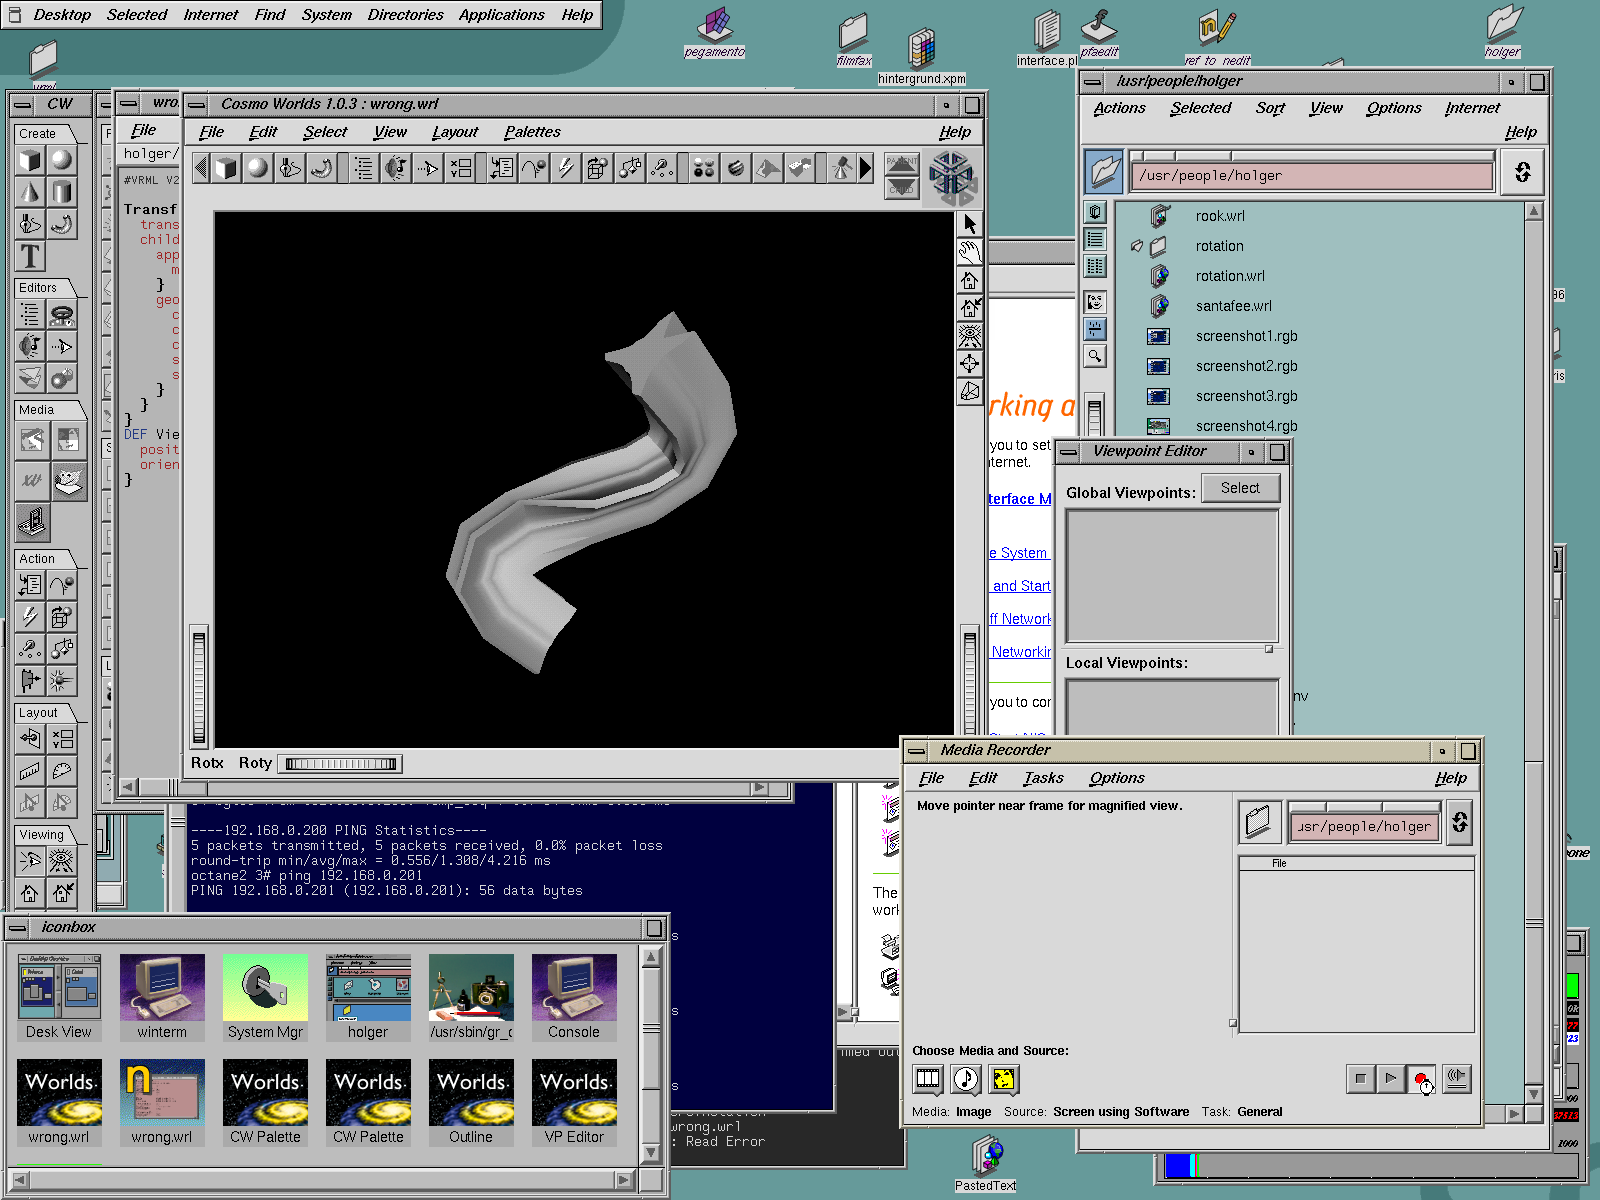 Desktop Selected Internet Find System Directories Applications Help
pegamento
filmfax
hintergrund.xpm
interface.pl
pfaedit
ref_to_nedit
holger
CW
Create
Editors
Media
Action
Layout
Viewing
File
holger/
#VRML V2
Transf
trans
child
app
m
}
geo
c
c
c
s
s
}
}
}
DEF Vie
posit
orien
}
Cosmo Worlds 1.0.3 : wrong.wrl
File Edit Select View Layout Palettes Help
PARENT
CHILD
Rotx Roty
/usr/people/holger
Actions Selected Sort View Options Internet
Help
/usr/people/holger
rook.wrl
rotation
rotation.wrl
santafee.wrl
screenshot1.rgb
screenshot2.rgb
screenshot3.rgb
screenshot4.rgb
rking a
you to set
ternet.
terface M
e System
and Start
ff Network
Networkin
you to cor
Viewpoint Editor
Global Viewpoints: Select
Local Viewpoints:
----192.168.0.200 PING Statistics----
5 packets transmitted, 5 packets received, 0.0% packet loss
round-trip min/avg/max = 0.556/1.308/4.216 ms
octane2 3# ping 192.168.0.201
PING 192.168.0.201 (192.168.0.201): 56 data bytes
The
work
Media Recorder
File Edit Tasks Options Help
Move pointer near frame for magnified view.
usr/people/holger
File
Choose Media and Source:
Media: Image Source: Screen using Software Task: General
iconbox
Desk View winterm System Mgr holger /usr/sbin/gr_c Console
Worlds Worlds Worlds Worlds Worlds
wrong.wrl wrong.wrl CW Palette CW Palette Outline VP Editor
wrong.wrl
: Read Error
PastedText
1000